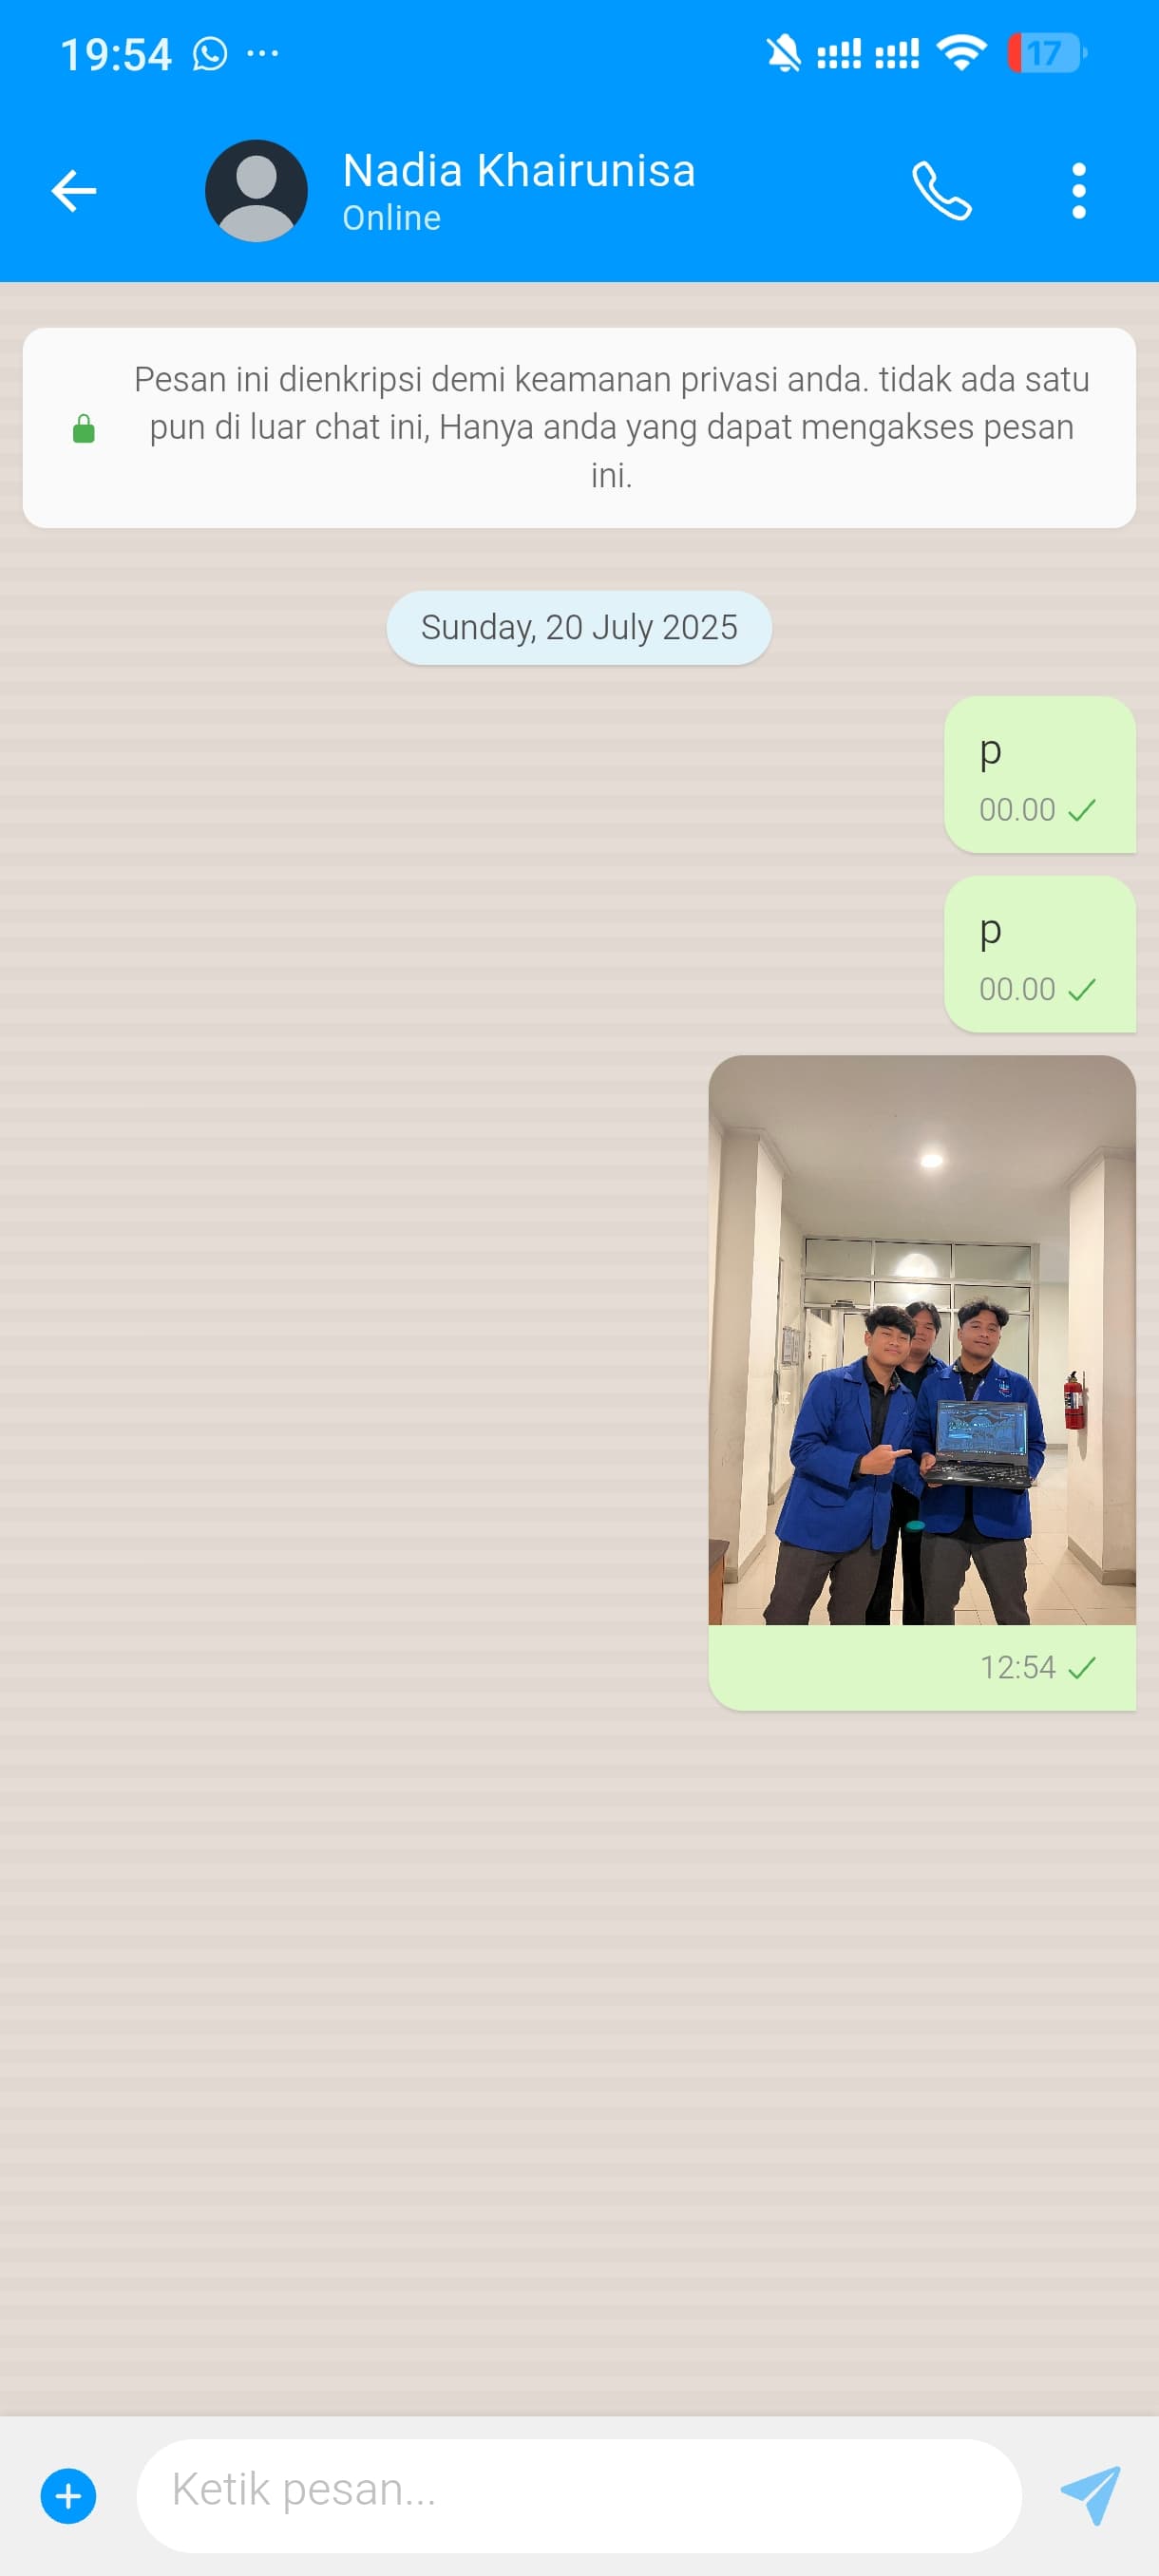 19:54
17
Nadia Khairunisa
Online
Pesan ini dienkripsi demi keamanan privasi anda. tidak ada satu
pun di luar chat ini, Hanya anda yang dapat mengakses pesan
ini.
Sunday, 20 July 2025
p
00.00
p
00.00
12:54
Ketik pesan...